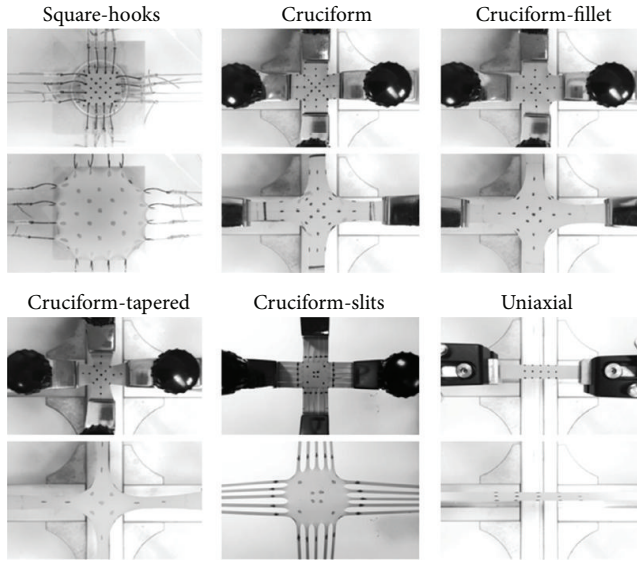 Square-hooks
Cruciform
Cruciform-fillet
Cruciform-tapered
Cruciform-slits
Uniaxial